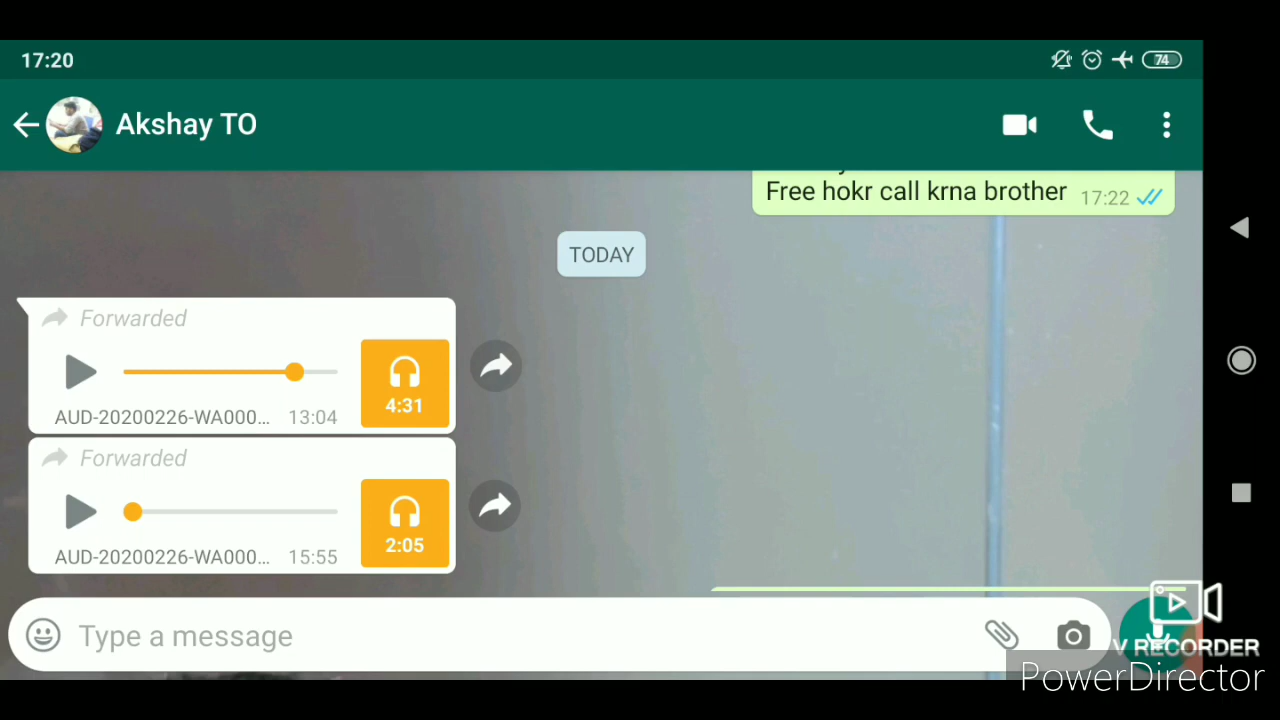 17:20
74
Akshay TO
Free hokr call krna brother 17:22
TODAY
Forwarded
4:31
AUD-20200226-WA000... 13:04
Forwarded
2:05
AUD-20200226-WA000... 15:55
Type a message
V RECORDER
PowerDirector